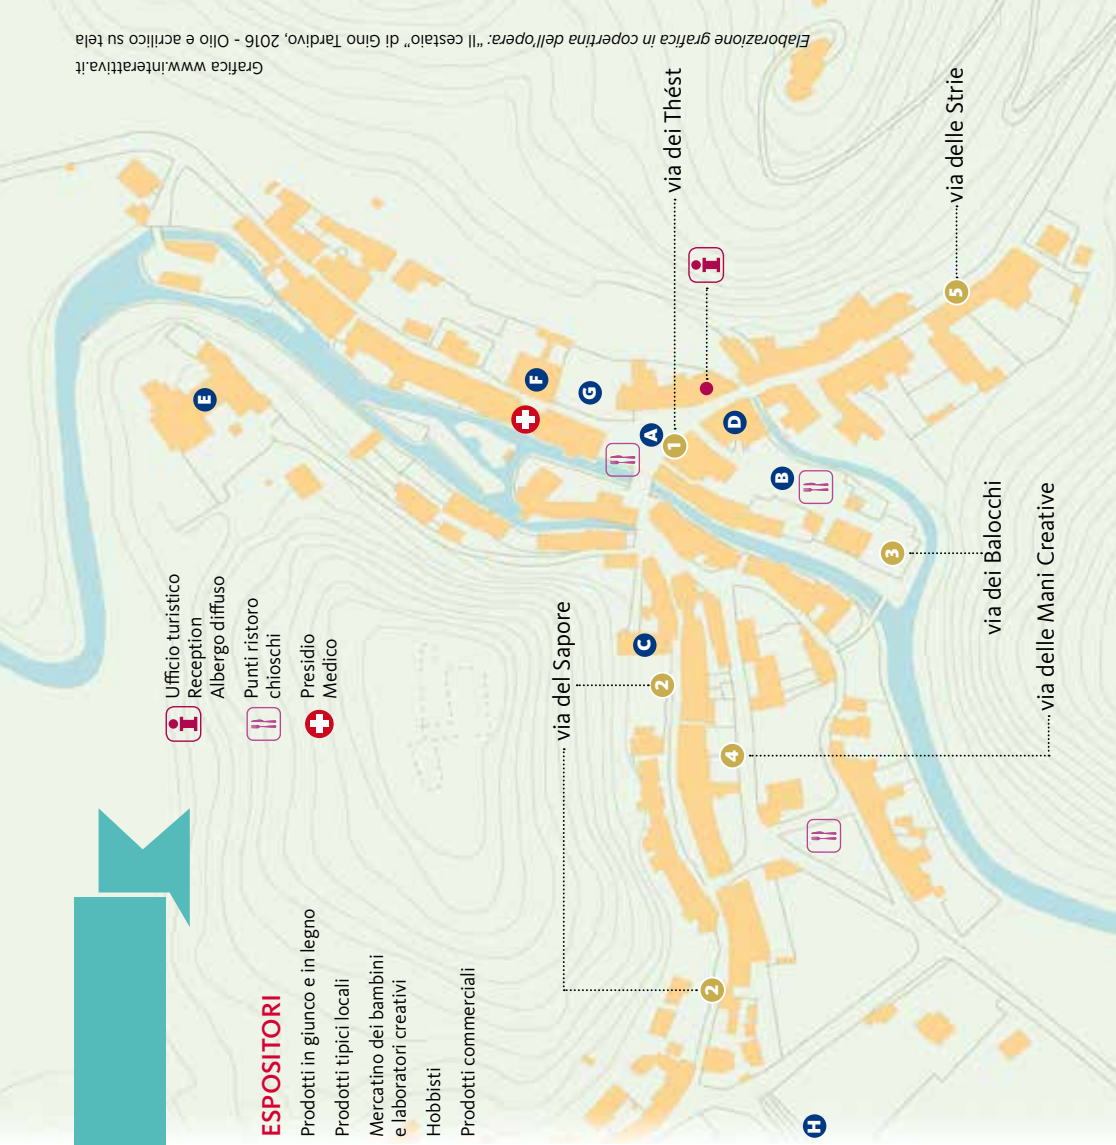 Elaborazione grafica in copertina dell'opera: "Il cestaio" di Gino Tardivo, 2016 - Olio e acrilico su tela
Grafica www.interattiva.it
Ufficio turistico
Reception
Albergo diffuso
Punti ristoro
chioschi
Presidio
Medico
ESPOSITORI
Prodotti in giunco e in legno
Prodotti tipici locali
Mercatino dei bambini
e laboratori creativi
Hobbisti
Prodotti commerciali
via del Sapore
via dei Thést
via delle Strie
via dei Balocchi
via delle Mani Creative
E
F
G
A
1
D
B
5
3
C
2
4
2
H
i
i